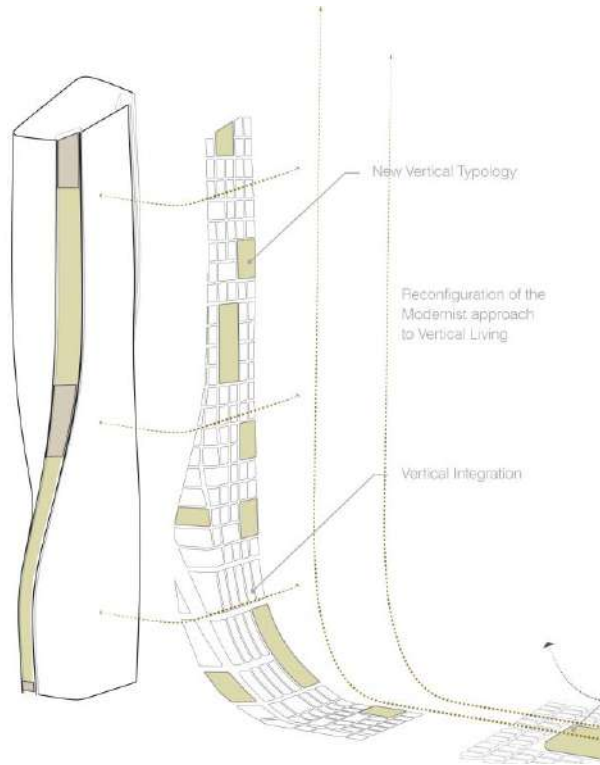 New Vertical Typology
Reconfiguration of the
Modernist approach
to Vertical Living
Vertical Integration